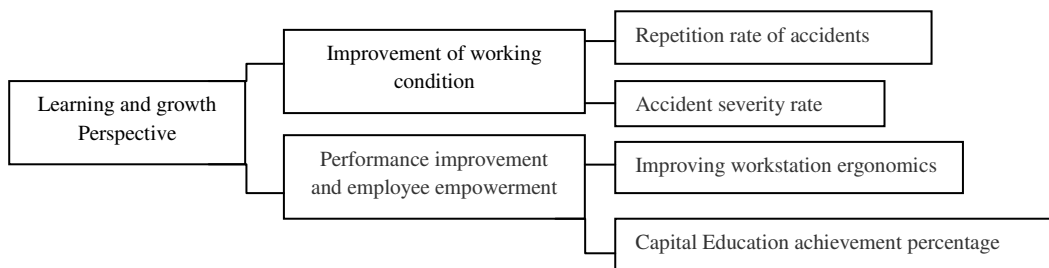 Learning and growth
Perspective
Improvement of working
condition
Repetition rate of accidents
Accident severity rate
Performance improvement
and employee empowerment
Improving workstation ergonomics
Capital Education achievement percentage